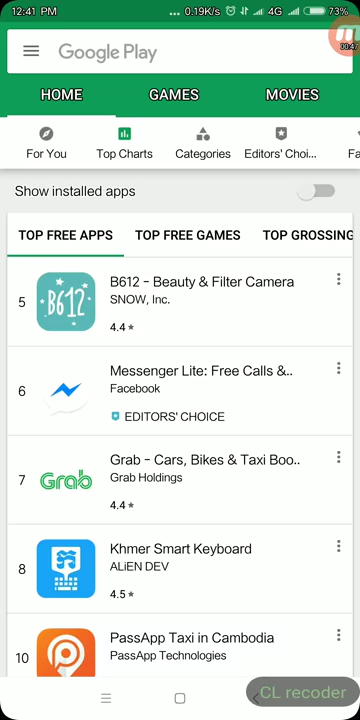 12:41 PM
... 0.19K/s 4G 73%
Google Play
00:47
HOME GAMES MOVIES
For You Top Charts Categories Editors' Choi... Fa
Show installed apps
TOP FREE APPS TOP FREE GAMES TOP GROSSING
5
B612
B612 - Beauty & Filter Camera
SNOW, Inc.
4.4 ★
6
Messenger Lite: Free Calls &..
Facebook
EDITORS' CHOICE
7
Grab
Grab - Cars, Bikes & Taxi Boo..
Grab Holdings
4.4 ★
8
Khmer Smart Keyboard
ALiEN DEV
4.5 ★
10
PassApp Taxi in Cambodia
PassApp Technologies
CL recoder